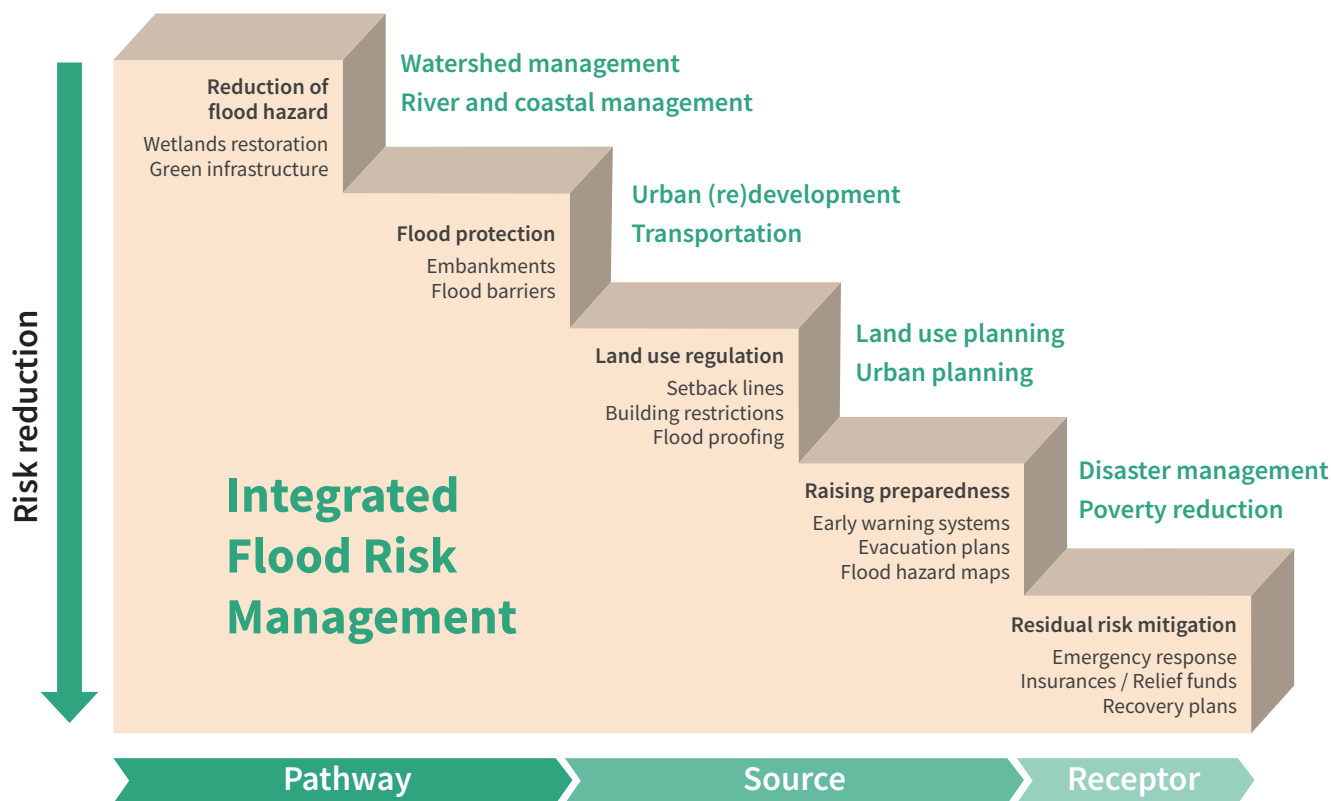 Reduction of
flood hazard
Wetlands restoration
Green infrastructure
Watershed management
River and coastal management
Flood protection
Embankments
Flood barriers
Urban (re)development
Transportation
Land use regulation
Setback lines
Building restrictions
Flood proofing
Land use planning
Urban planning
Raising preparedness
Early warning systems
Evacuation plans
Flood hazard maps
Disaster management
Poverty reduction
Residual risk mitigation
Emergency response
Insurances / Relief funds
Recovery plans
Risk reduction
Integrated
Flood Risk
Management
Pathway
Source
Receptor